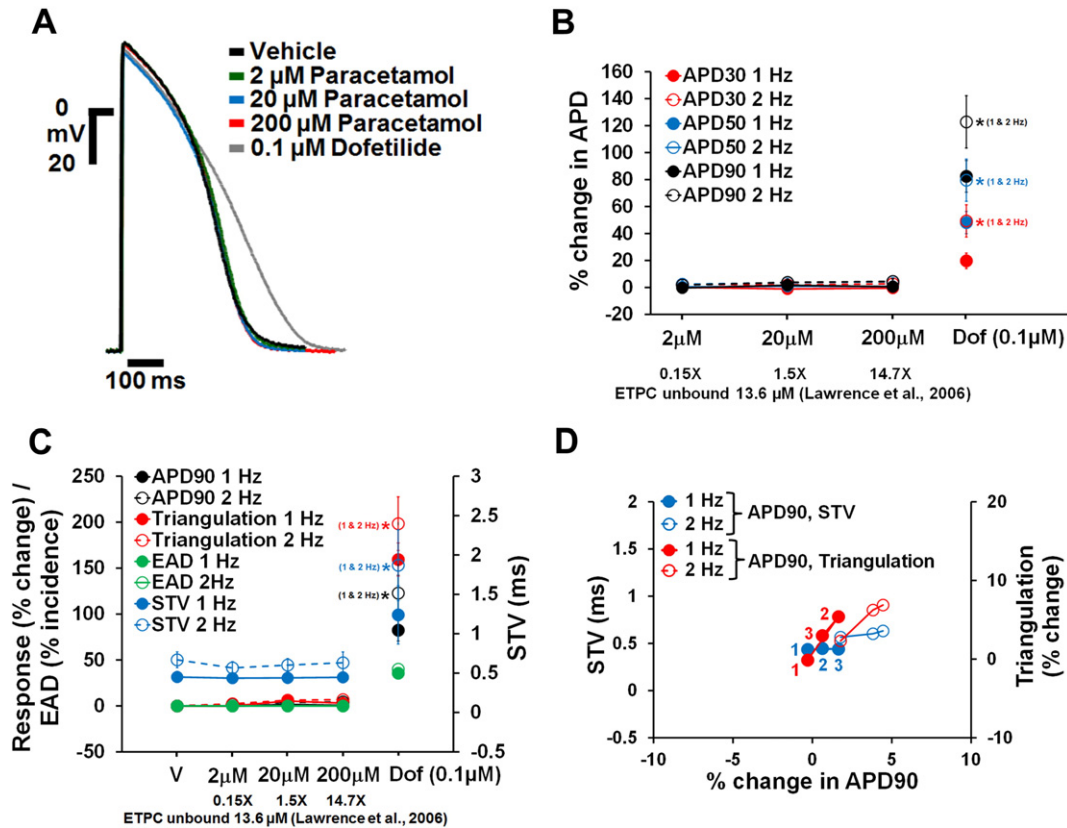 A
0
mV
20
100 ms
Vehicle
2 µM Paracetamol
20 µM Paracetamol
200 µM Paracetamol
0.1 µM Dofetilide
B
% change in APD
160
140
120
100
80
60
40
20
0
-20
APD30 1 Hz
APD30 2 Hz
APD50 1 Hz
APD50 2 Hz
APD90 1 Hz
APD90 2 Hz
* (1 & 2 Hz)
* (1 & 2 Hz)
* (1 & 2 Hz)
2µM 20µM 200µM Dof (0.1µM)
0.15X 1.5X 14.7X
ETPC unbound 13.6 µM (Lawrence et al., 2006)
C
Response (% change) /
EAD (% incidence)
250
200
150
100
50
0
-50
APD90 1 Hz
APD90 2 Hz
Triangulation 1 Hz
Triangulation 2 Hz
EAD 1 Hz
EAD 2Hz
STV 1 Hz
STV 2 Hz
(1 & 2 Hz) *
(1 & 2 Hz) *
(1 & 2 Hz) *
3
2.5
2
1.5
1
0.5
0
-0.5
STV (ms)
V 2µM 20µM 200µM Dof (0.1µM)
0.15X 1.5X 14.7X
ETPC unbound 13.6 µM (Lawrence et al., 2006)
D
STV (ms)
2
1.5
1
0.5
0
-0.5
1 Hz
2 Hz
APD90, STV
1 Hz
2 Hz
APD90, Triangulation
2
3
1
1
2
3
20
10
0
-10
Triangulation
(% change)
-10 -5 0 5 10
% change in APD90